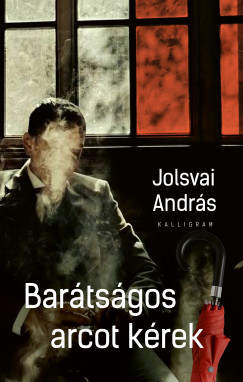 Jolsvai
András
KALLIGRAM
Barátságos
arcot kérek